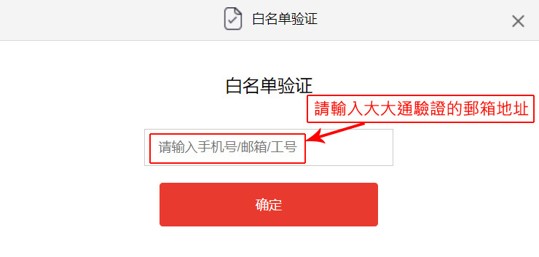 白名单验证
白名单验证
請輸入大大通驗證的郵箱地址
请输入手机号/邮箱/工号
确定